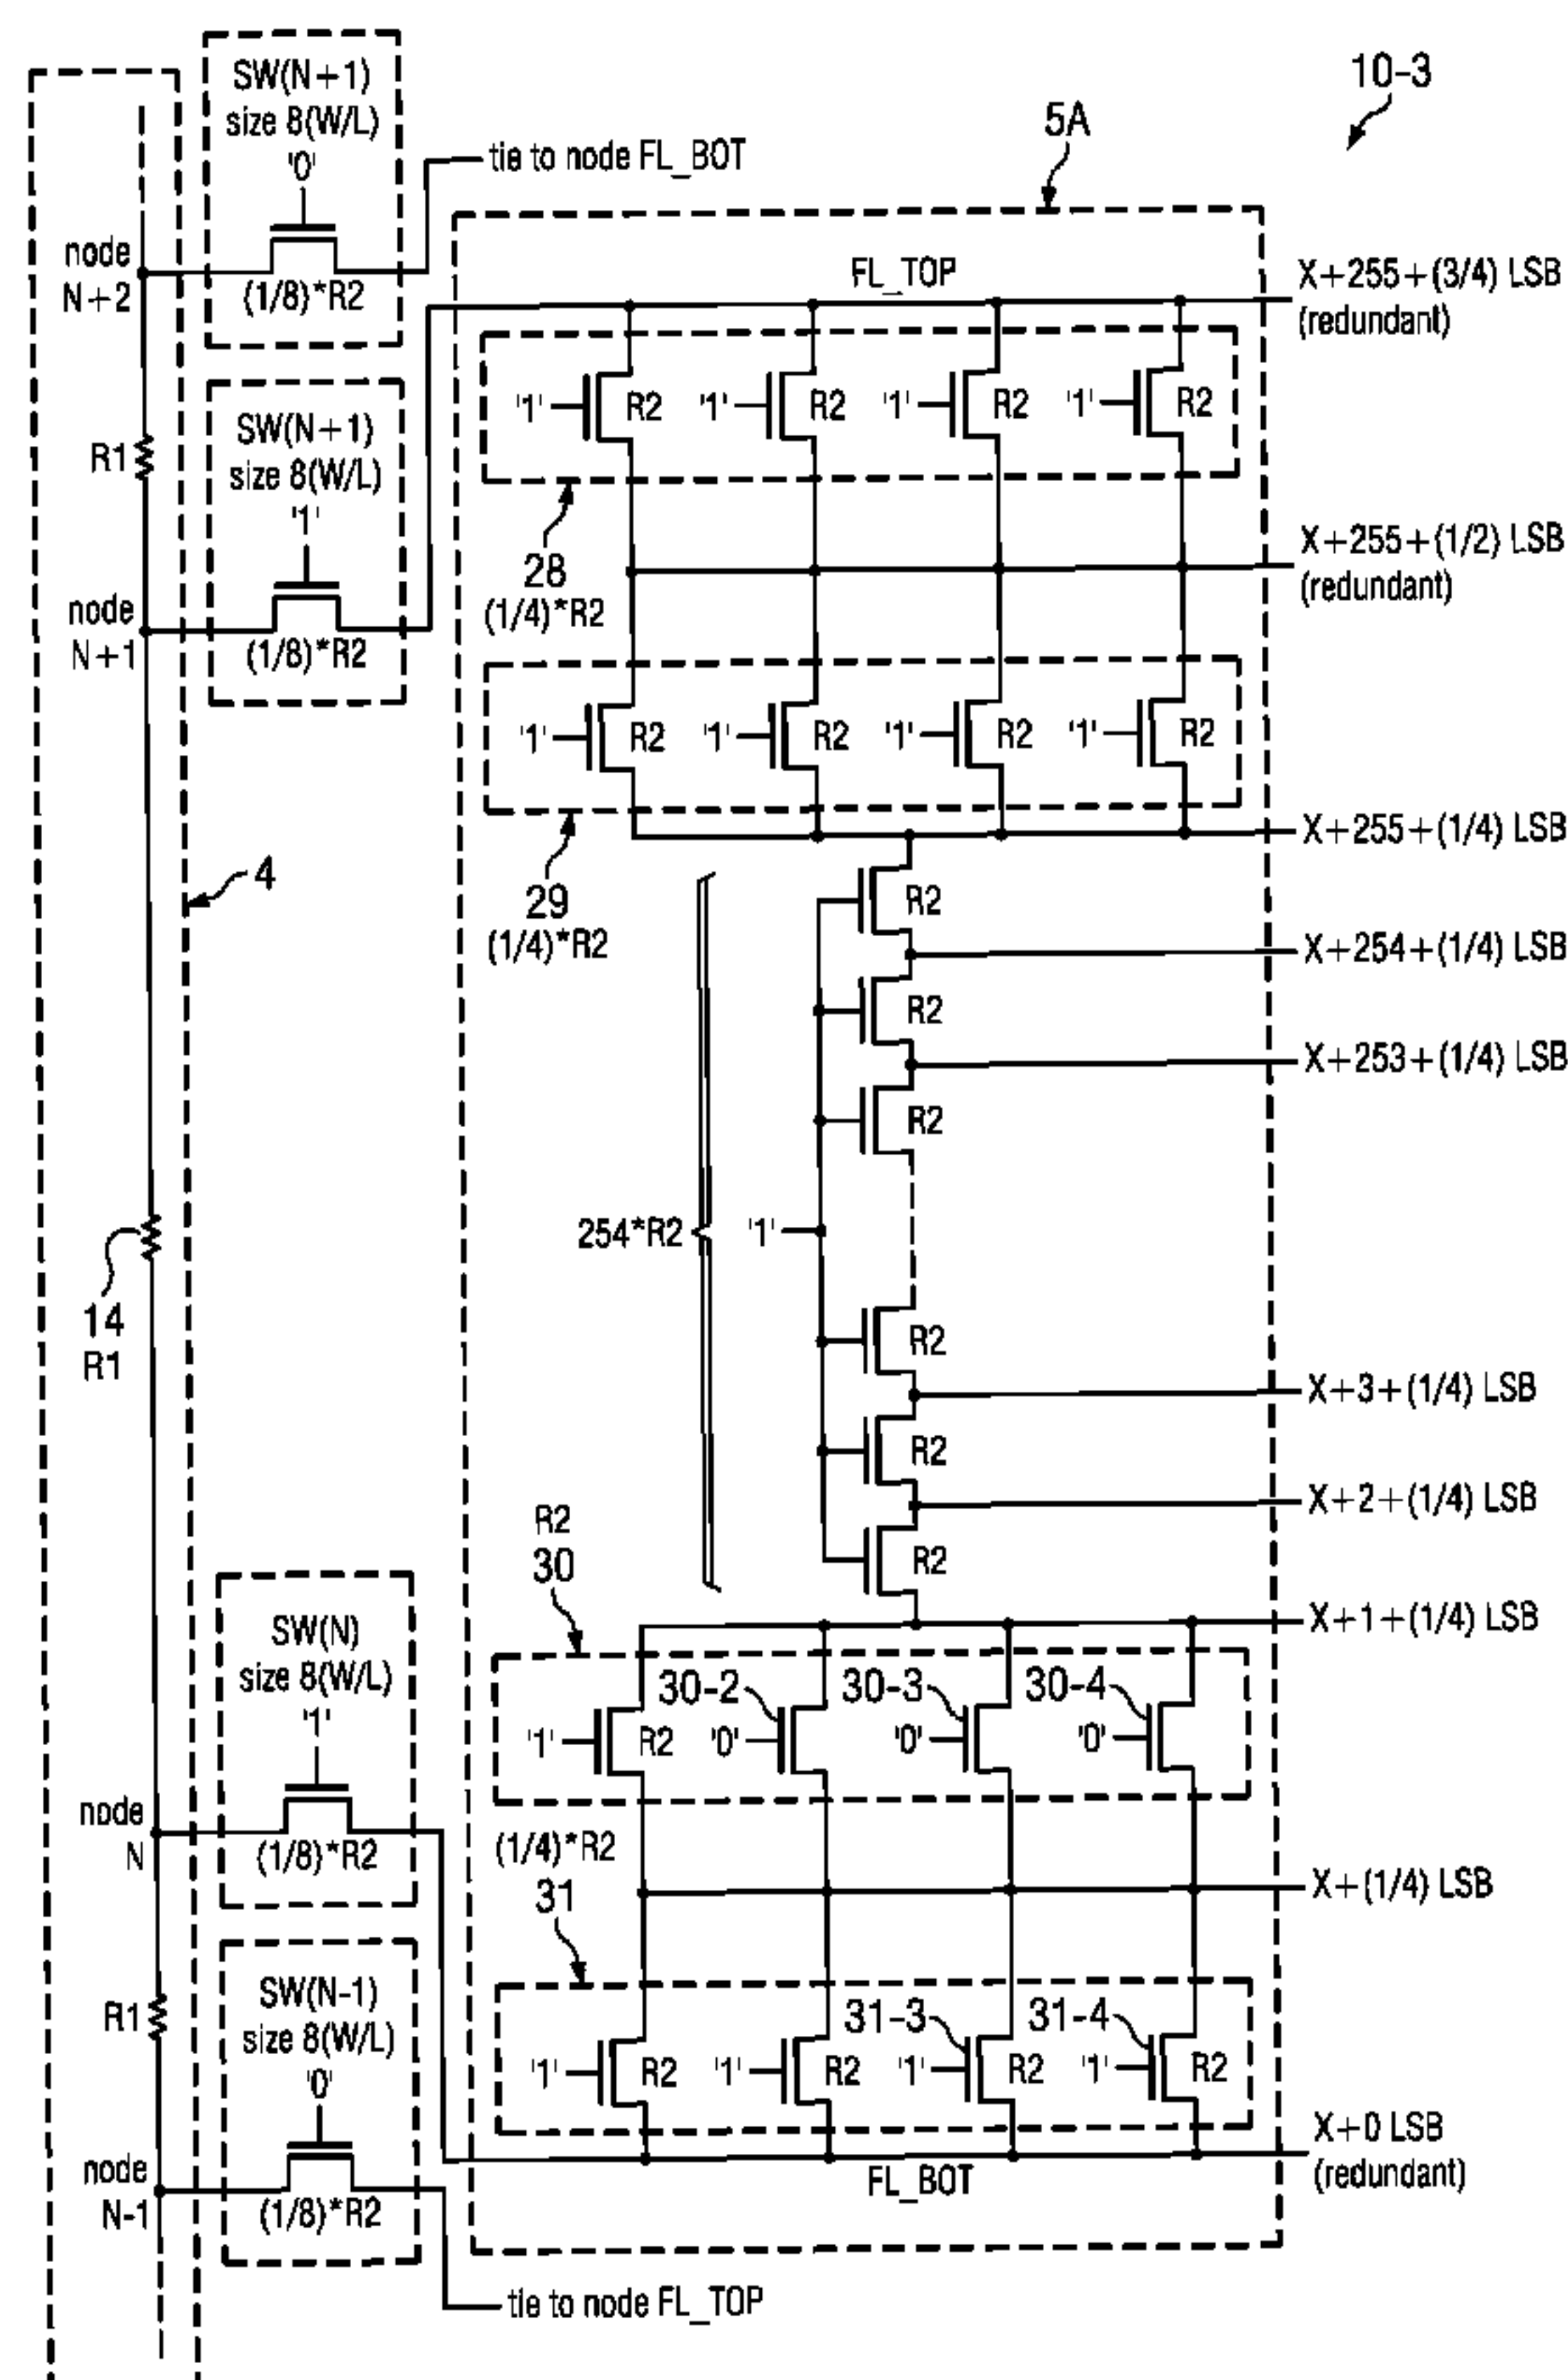 10-3
SW(N+1)
size 8(W/L)
'0'
5A
tie to node FL_BOT
node
N+2
(1/8)*R2
FL_TOP
X+255+(3/4) LSB
(redundant)
SW(N+1)
size 8(W/L)
'1'
R1
'1'
R2
'1'
R2
'1'
R2
'1'
R2
28
(1/4)*R2
X+255+(1/2) LSB
(redundant)
node
N+1
(1/8)*R2
'1'
R2
'1'
R2
'1'
R2
'1'
R2
29
(1/4)*R2
X+255+(1/4) LSB
4
R2
X+254+(1/4) LSB
R2
X+253+(1/4) LSB
R2
254*R2
'1'
14
R1
R2
X+3+(1/4) LSB
R2
X+2+(1/4) LSB
R2
R2
30
X+1+(1/4) LSB
SW(N)
size 8(W/L)
'1'
30-2
30-3
30-4
'1'
R2
'0'
'0'
'0'
node
N
(1/8)*R2
(1/4)*R2
31
X+(1/4) LSB
SW(N-1)
size 8(W/L)
'0'
R1
31-3
31-4
'1'
R2
'1'
R2
'1'
R2
'1'
R2
X+0 LSB
(redundant)
FL_BOT
node
N-1
(1/8)*R2
tie to node FL_TOP